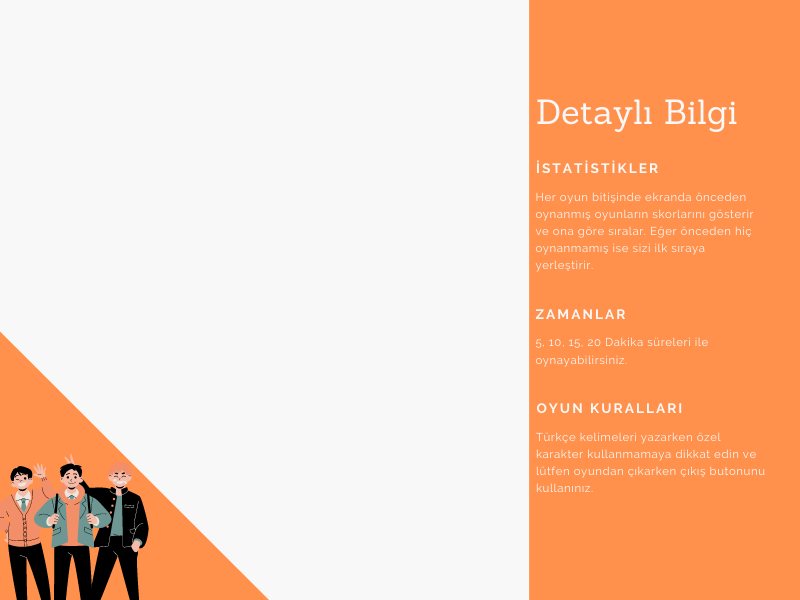 Detaylı Bilgi
İSTATİSTİKLER
Her oyun bitişinde ekranda önceden
oynanmış oyunların skorlarını gösterir
ve ona göre sıralar. Eğer önceden hiç
oynanmamış ise sizi ilk sıraya
yerleştirir.
ZAMANLAR
5, 10, 15, 20 Dakika süreleri ile
oynayabilirsiniz.
OYUN KURALLARI
Türkçe kelimeleri yazarken özel
karakter kullanmamaya dikkat edin ve
lütfen oyundan çıkarken çıkış butonunu
kullanınız.